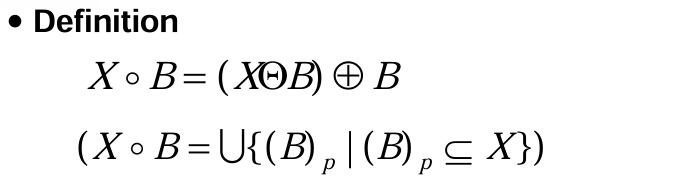 • Definition
X ∘ B = (XΘB) ⊕ B
(X ∘ B = ⋃{(B)ₚ | (B)ₚ ⊆ X})